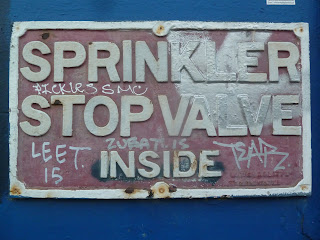 SPRINKLER
STOP VALVE
INSIDE
LEET.
15